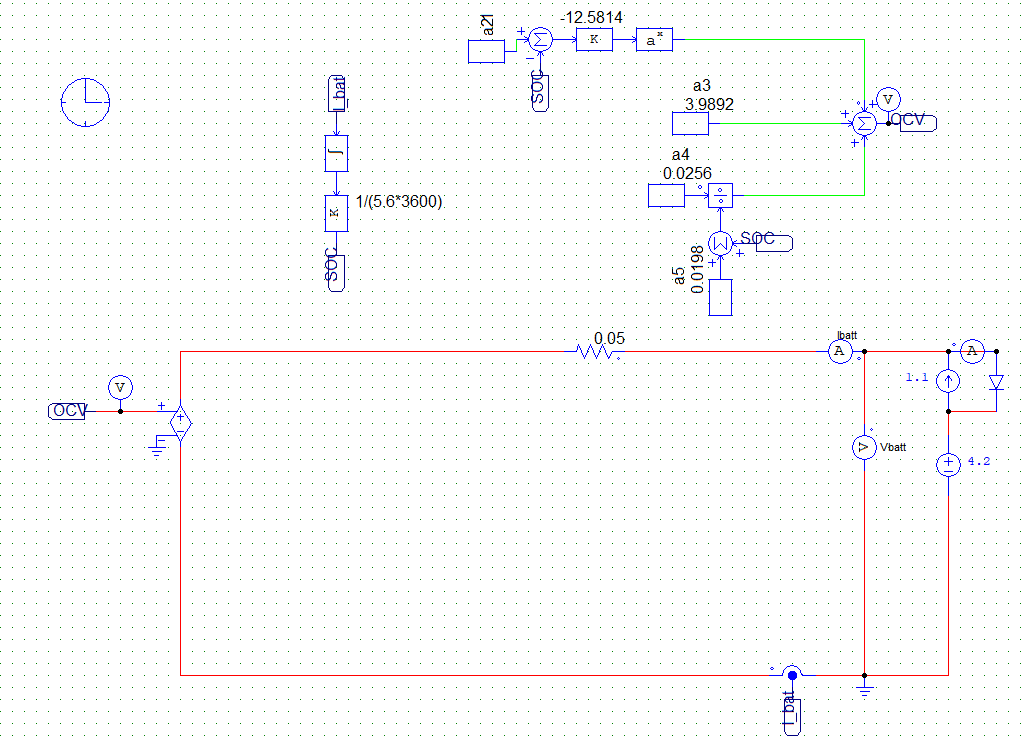 a21
-12.5814
K
a^x
SOC
I_bat
a3
3.9892
V
OCV
a4
0.0256
K
1/(5.6*3600)
SOC
SOC
a5
0.0198
0.05
Ibatt
A
A
1.1
V
OCV
V
Vbatt
4.2
I_bat